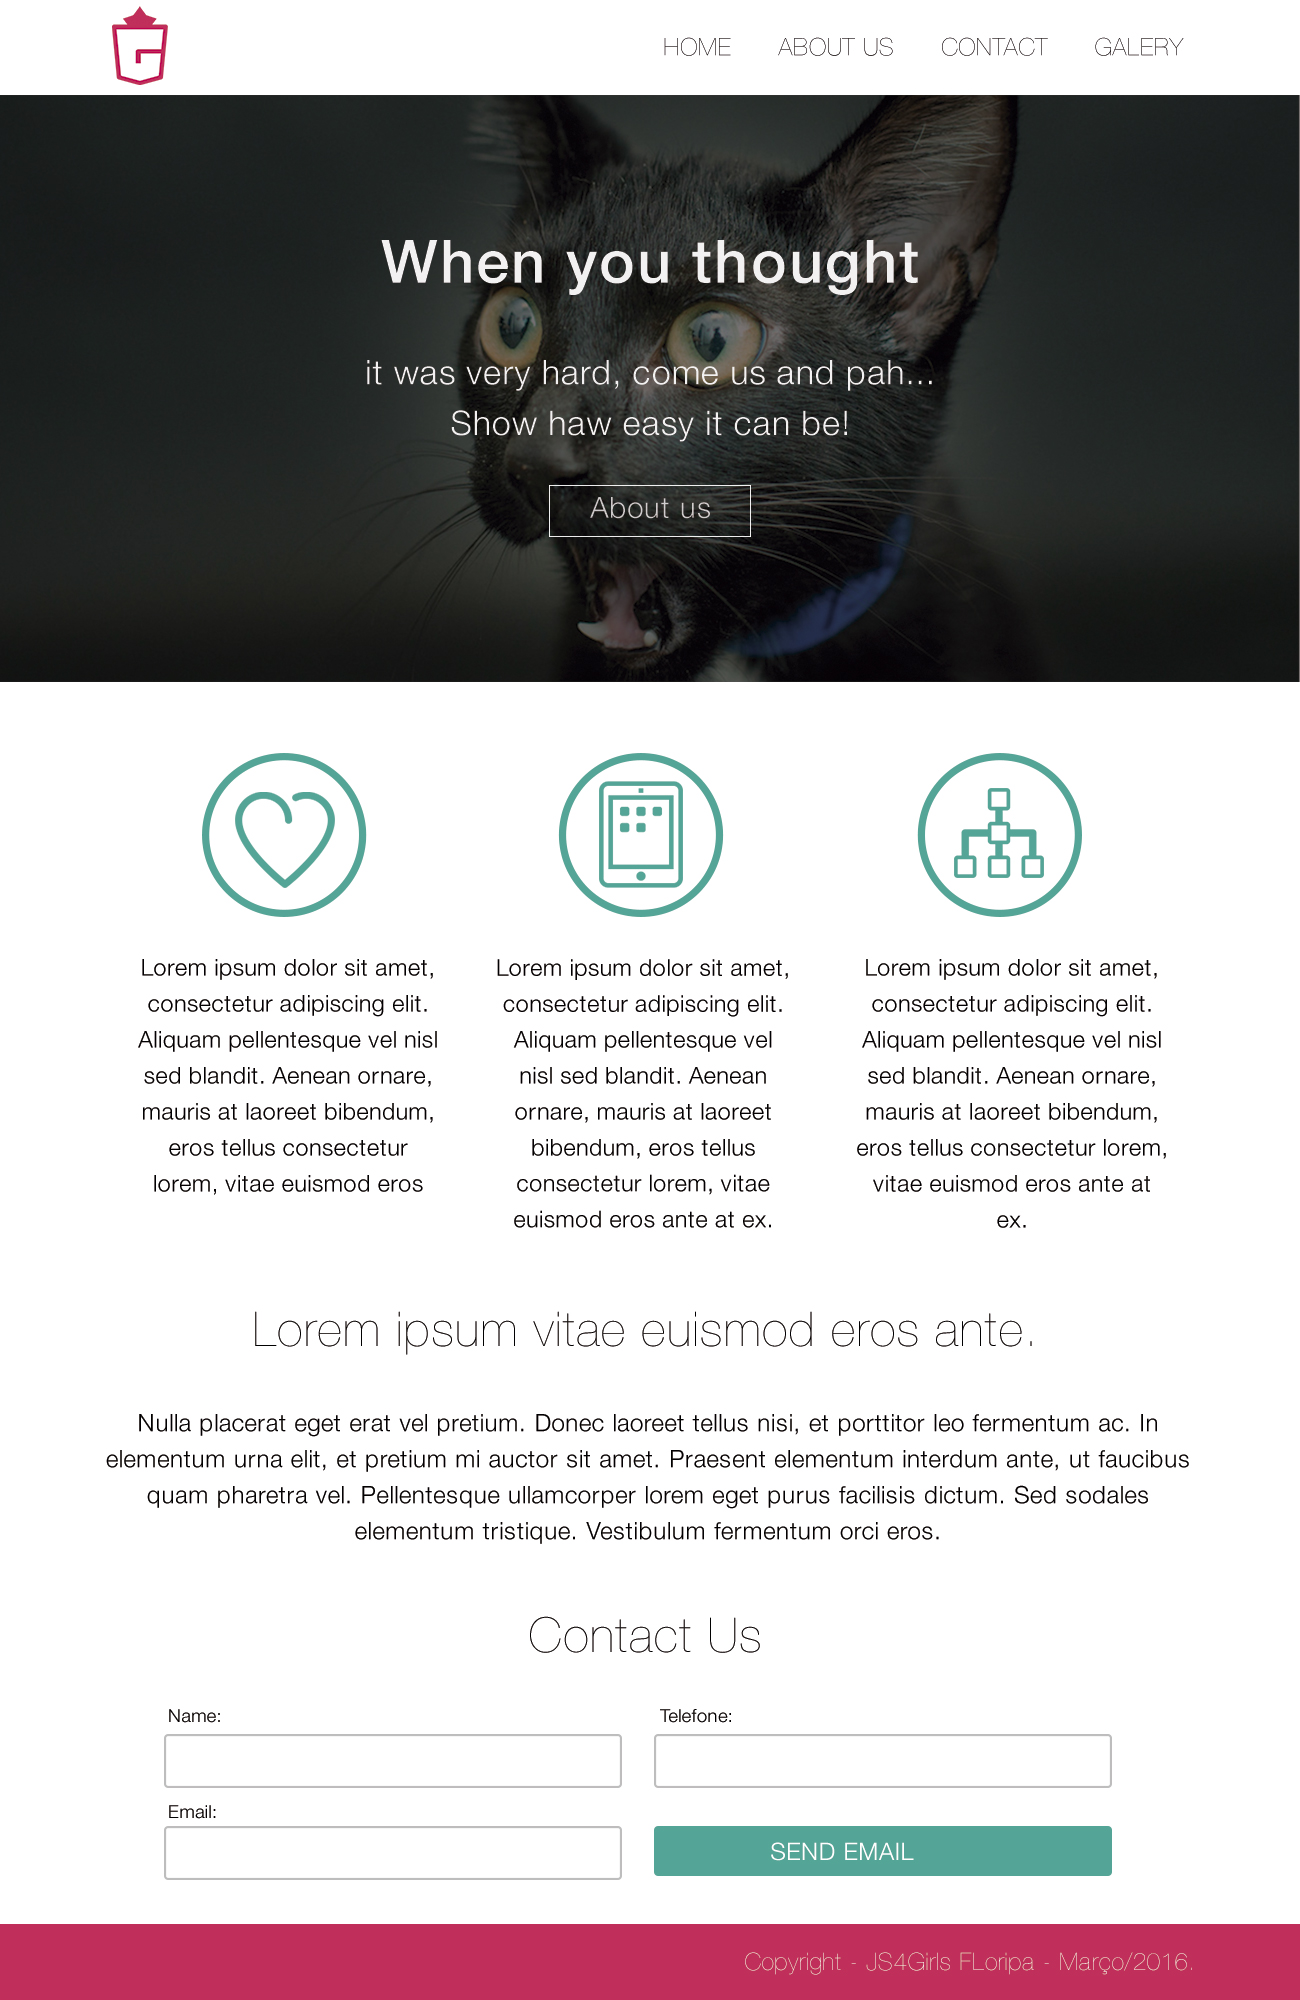 G
HOME ABOUT US CONTACT GALERY
When you thought
it was very hard, come us and pah...
Show haw easy it can be!
About us
Lorem ipsum dolor sit amet,
consectetur adipiscing elit.
Aliquam pellentesque vel nisl
sed blandit. Aenean ornare,
mauris at laoreet bibendum,
eros tellus consectetur
lorem, vitae euismod eros
Lorem ipsum dolor sit amet,
consectetur adipiscing elit.
Aliquam pellentesque vel
nisl sed blandit. Aenean
ornare, mauris at laoreet
bibendum, eros tellus
consectetur lorem, vitae
euismod eros ante at ex.
Lorem ipsum dolor sit amet,
consectetur adipiscing elit.
Aliquam pellentesque vel nisl
sed blandit. Aenean ornare,
mauris at laoreet bibendum,
eros tellus consectetur lorem,
vitae euismod eros ante at
ex.
Lorem ipsum vitae euismod eros ante.
Nulla placerat eget erat vel pretium. Donec laoreet tellus nisi, et porttitor leo fermentum ac. In
elementum urna elit, et pretium mi auctor sit amet. Praesent elementum interdum ante, ut faucibus
quam pharetra vel. Pellentesque ullamcorper lorem eget purus facilisis dictum. Sed sodales
elementum tristique. Vestibulum fermentum orci eros.
Contact Us
Name:
Telefone:
Email:
SEND EMAIL
Copyright - JS4Girls FLoripa - Março/2016.